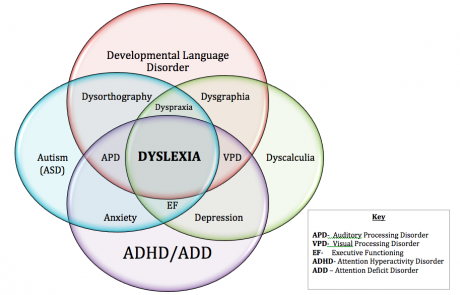 Developmental Language
Disorder
Dysorthography
Dysgraphia
Dyspraxia
Autism
(ASD)
APD
DYSLEXIA
VPD
Dyscalculia
EF
Anxiety
Depression
ADHD/ADD
Key
APD- Auditory Processing Disorder
VPD- Visual Processing Disorder
EF- Executive Functioning
ADHD- Attention Hyperactivity Disorder
ADD – Attention Deficit Disorder